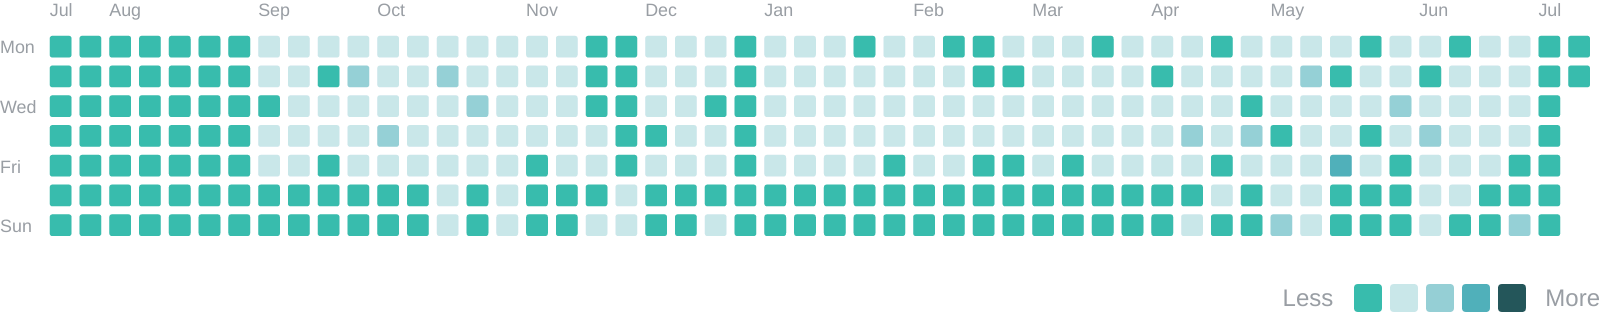 Jul Aug Sep Oct Nov Dec Jan Feb Mar Apr May Jun Jul
Mon
Wed
Fri
Sun
Less More